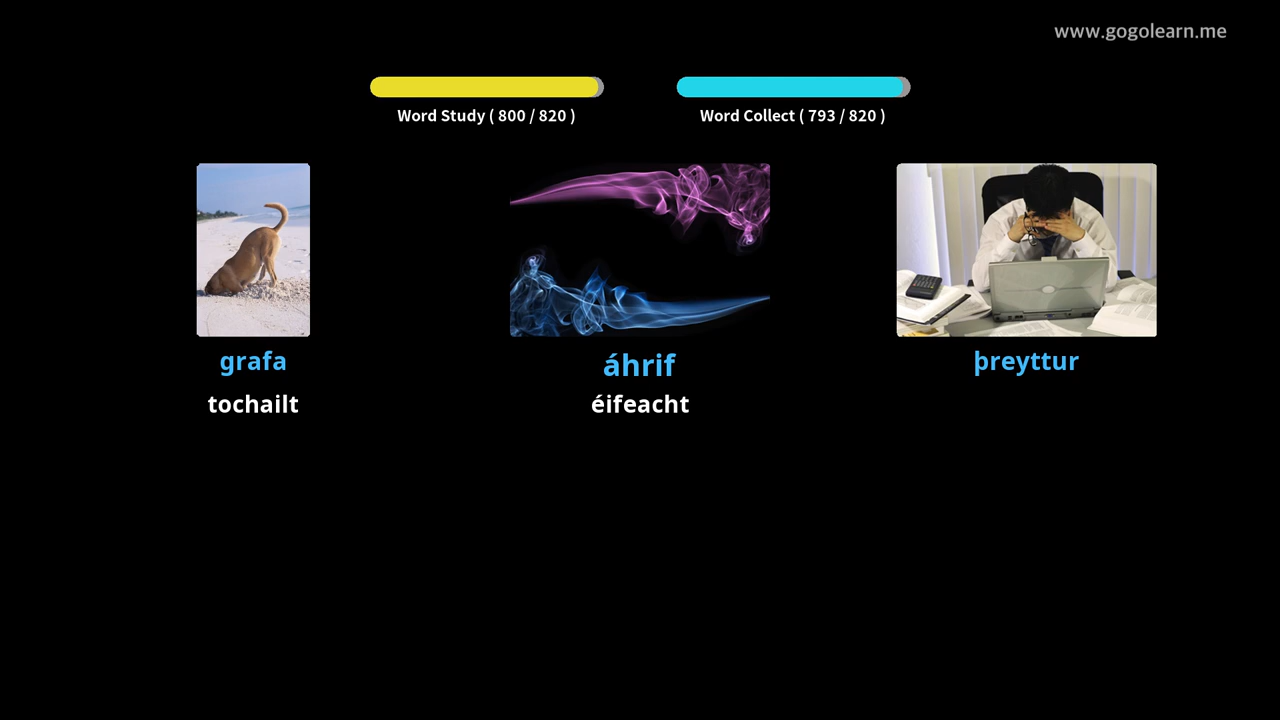 www.gogolearn.me
Word Study ( 800 / 820 )
Word Collect ( 793 / 820 )
grafa
áhrif
þreyttur
tochailt
éifeacht